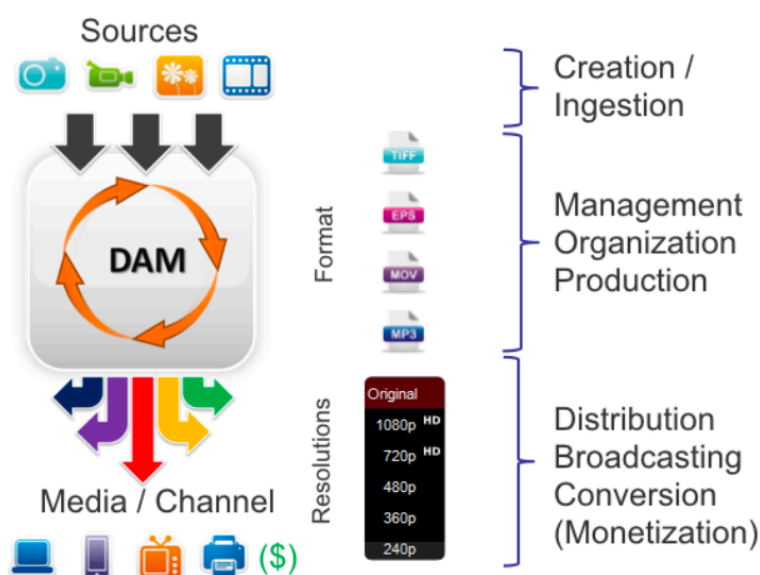 Sources
Creation /
Ingestion
TIFF
EPS
MOV
MP3
Format
DAM
Management
Organization
Production
Original
1080p HD
720p HD
480p
360p
240p
Resolutions
Distribution
Broadcasting
Conversion
(Monetization)
Media / Channel
($)